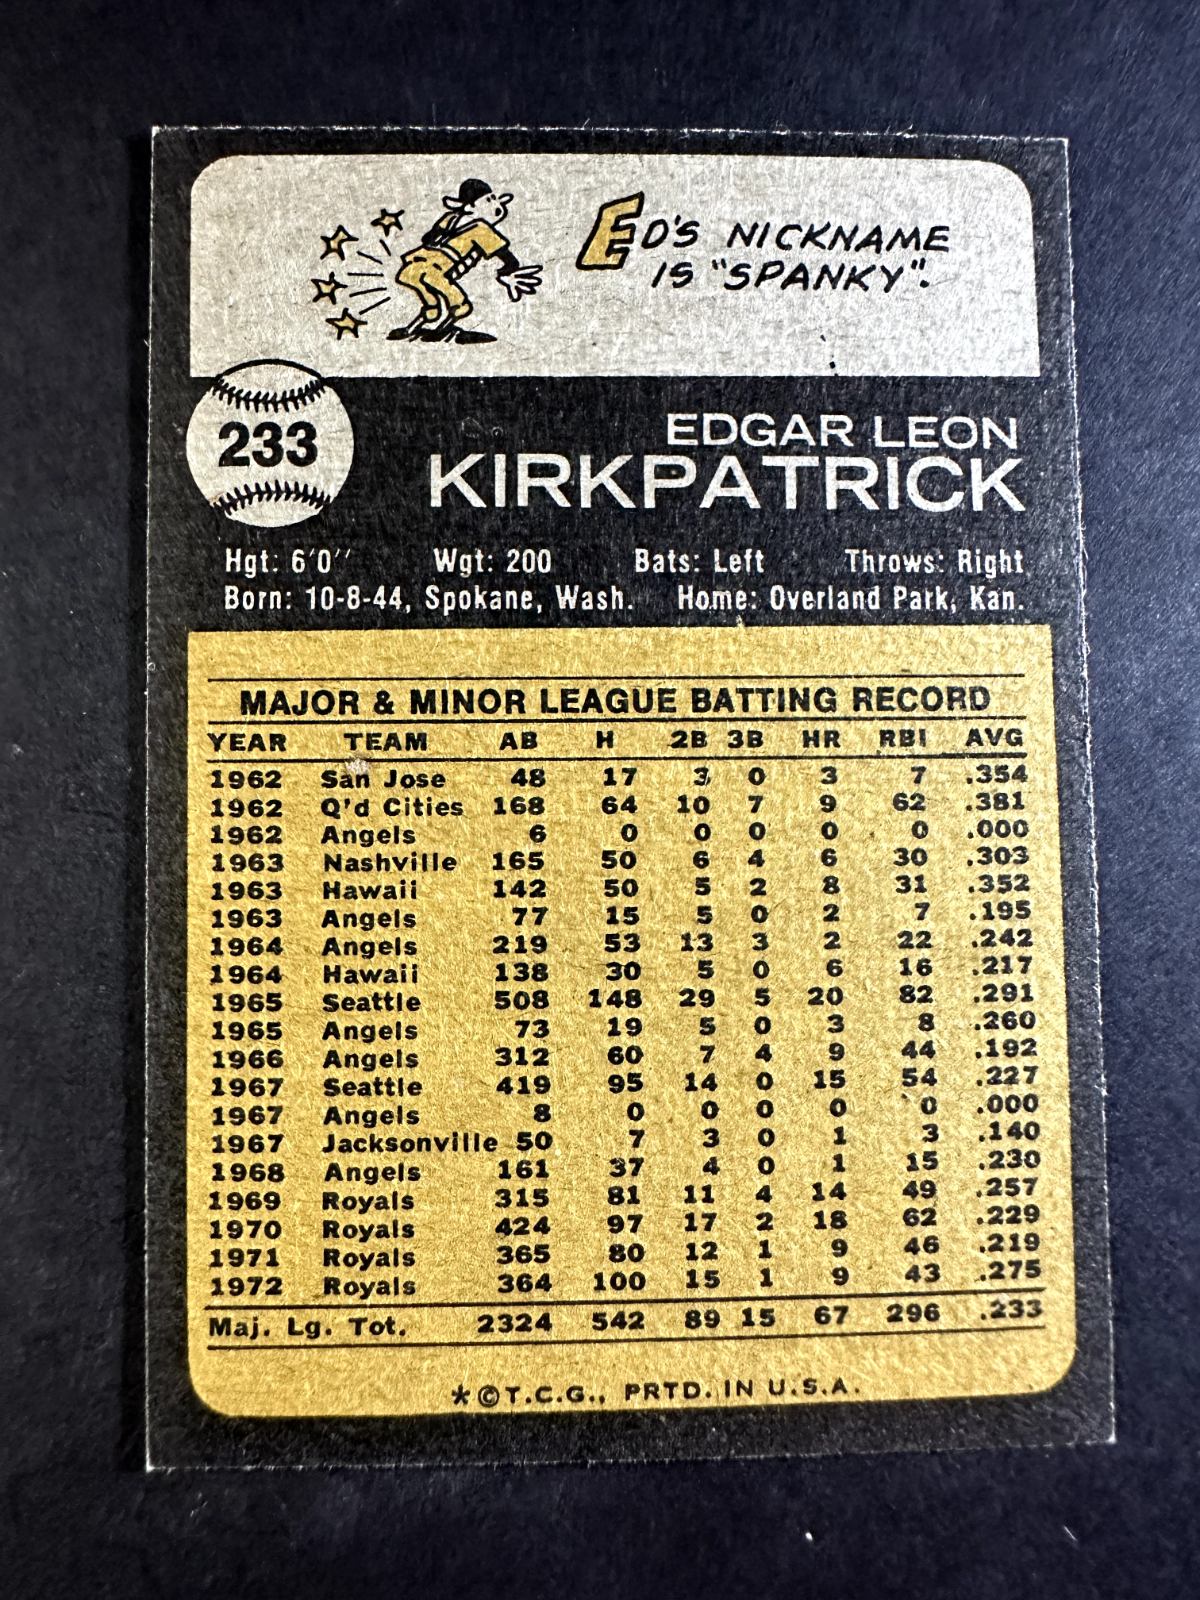 ED'S NICKNAME
IS "SPANKY".
233
EDGAR LEON
KIRKPATRICK
Hgt: 6'0'' Wgt: 200 Bats: Left Throws: Right
Born: 10-8-44, Spokane, Wash. Home: Overland Park, Kan.
MAJOR & MINOR LEAGUE BATTING RECORD
YEAR TEAM AB H 2B 3B HR RBI AVG
1962 San Jose 48 17 3 0 3 7 .354
1962 Q'd Cities 168 64 10 7 9 62 .381
1962 Angels 6 0 0 0 0 0 .000
1963 Nashville 165 50 6 4 6 30 .303
1963 Hawaii 142 50 5 2 8 31 .352
1963 Angels 77 15 5 0 2 7 .195
1964 Angels 219 53 13 3 2 22 .242
1964 Hawaii 138 30 5 0 6 16 .217
1965 Seattle 508 148 29 5 20 82 .291
1965 Angels 73 19 5 0 3 8 .260
1966 Angels 312 60 7 4 9 44 .192
1967 Seattle 419 95 14 0 15 54 .227
1967 Angels 8 0 0 0 0 0 .000
1967 Jacksonville 50 7 3 0 1 3 .140
1968 Angels 161 37 4 0 1 15 .230
1969 Royals 315 81 11 4 14 49 .257
1970 Royals 424 97 17 2 18 62 .229
1971 Royals 365 80 12 1 9 46 .219
1972 Royals 364 100 15 1 9 43 .275
Maj. Lg. Tot. 2324 542 89 15 67 296 .233
*©T.C.G., PRTD. IN U.S.A.